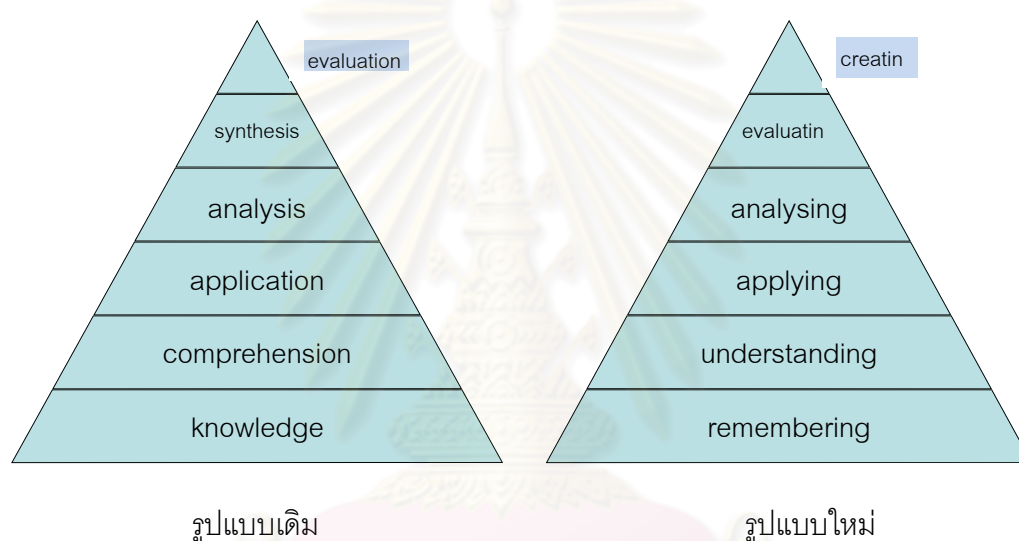 evaluation
synthesis
analysis
application
comprehension
knowledge
รูปแบบเดิม
creatin
evaluatin
analysing
applying
understanding
remembering
รูปแบบใหม่